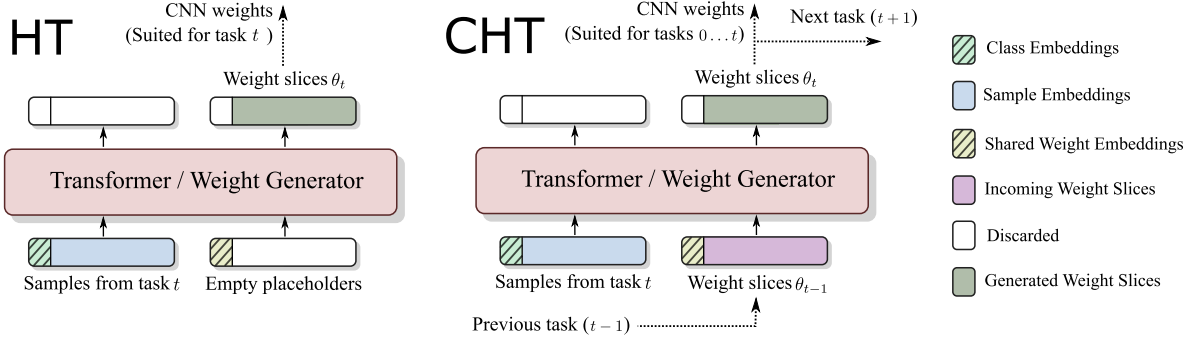 HT
CNN weights
(Suited for task t )
Weight slices θt
Transformer / Weight Generator
Samples from task t
Empty placeholders
CHT
CNN weights
(Suited for tasks 0 . . . t)
Next task (t + 1)
Weight slices θt
Transformer / Weight Generator
Samples from task t
Weight slices θt−1
Previous task (t − 1)
Class Embeddings
Sample Embeddings
Shared Weight Embeddings
Incoming Weight Slices
Discarded
Generated Weight Slices